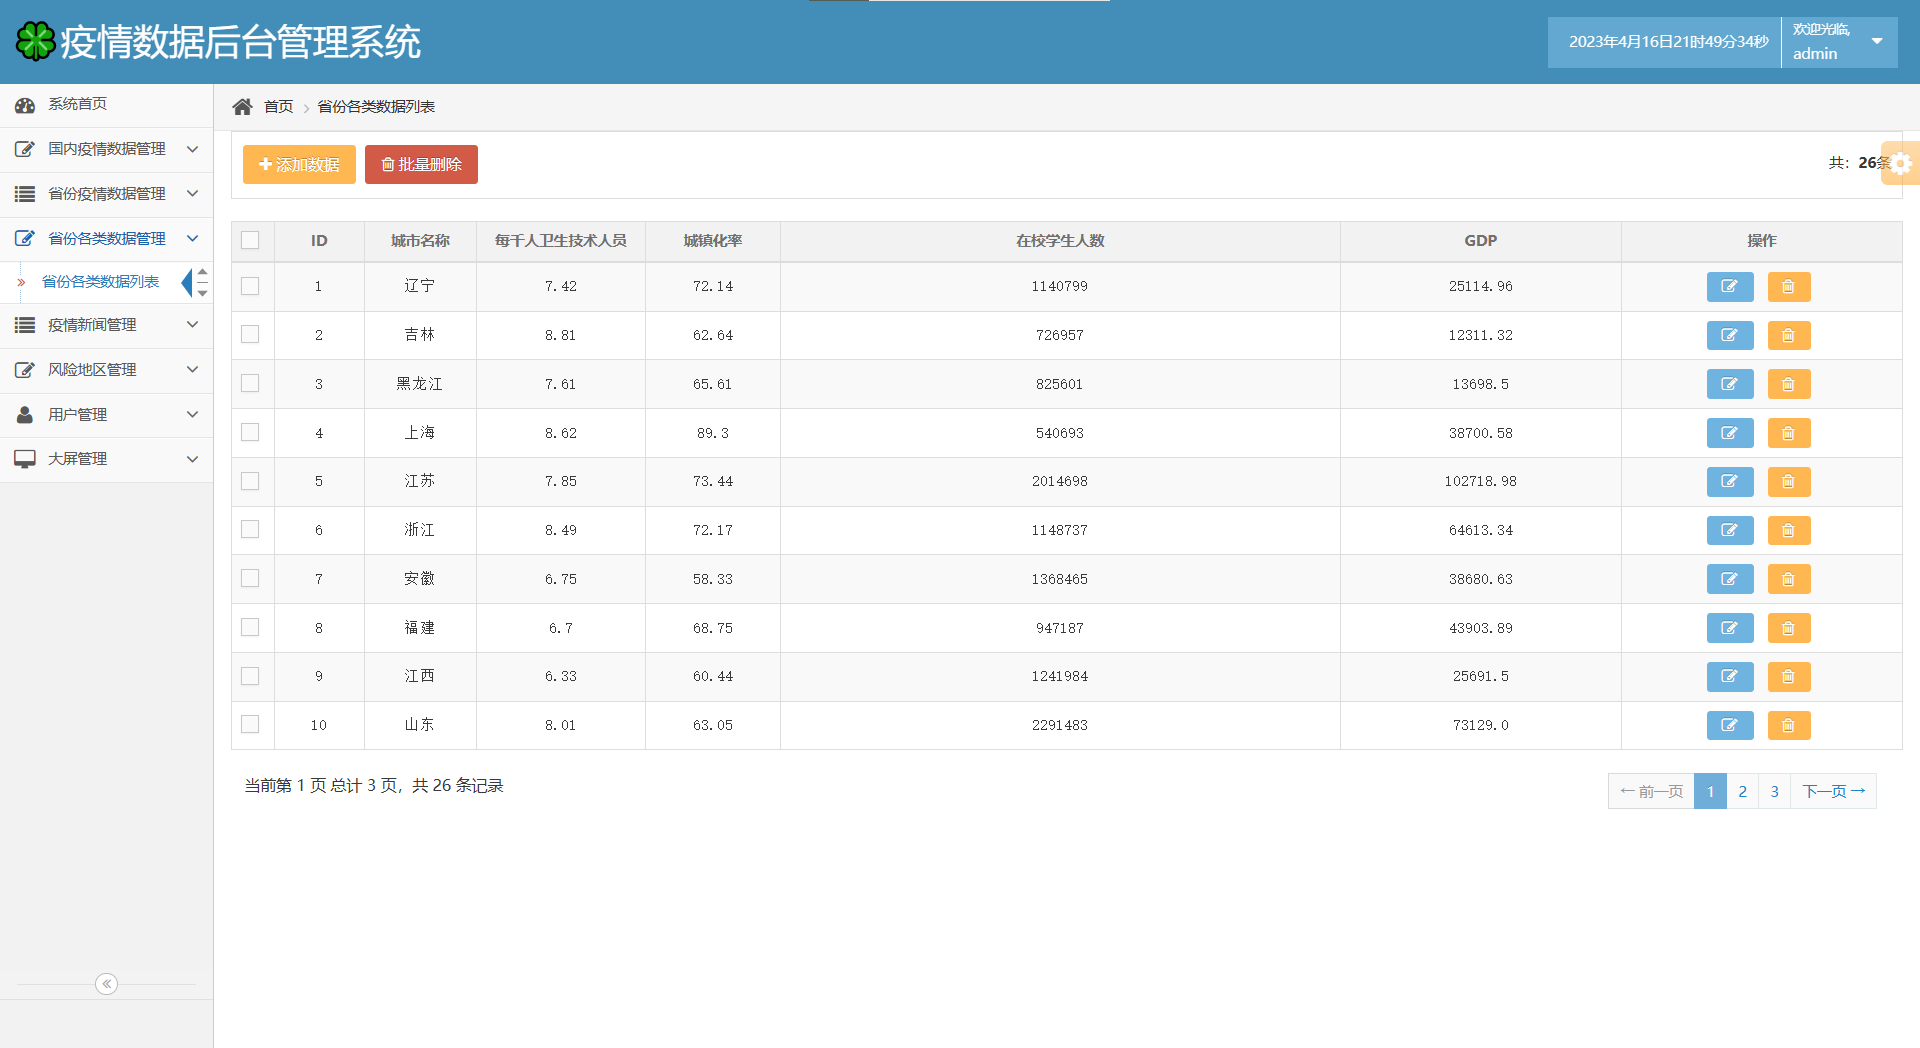 疫情数据后台管理系统
2023年4月16日21时49分34秒
欢迎光临,
admin
系统首页
国内疫情数据管理
省份疫情数据管理
省份各类数据管理
省份各类数据列表
疫情新闻管理
风险地区管理
用户管理
大屏管理
首页 省份各类数据列表
添加数据 批量删除 共：26条
ID 城市名称 每千人卫生技术人员 城镇化率 在校学生人数 GDP 操作
1 辽宁 7.42 72.14 1140799 25114.96
2 吉林 8.81 62.64 726957 12311.32
3 黑龙江 7.61 65.61 825601 13698.5
4 上海 8.62 89.3 540693 38700.58
5 江苏 7.85 73.44 2014698 102718.98
6 浙江 8.49 72.17 1148737 64613.34
7 安徽 6.75 58.33 1368465 38680.63
8 福建 6.7 68.75 947187 43903.89
9 江西 6.33 60.44 1241984 25691.5
10 山东 8.01 63.05 2291483 73129.0
当前第 1 页 总计 3 页，共 26 条记录
←前一页 1 2 3 下一页→